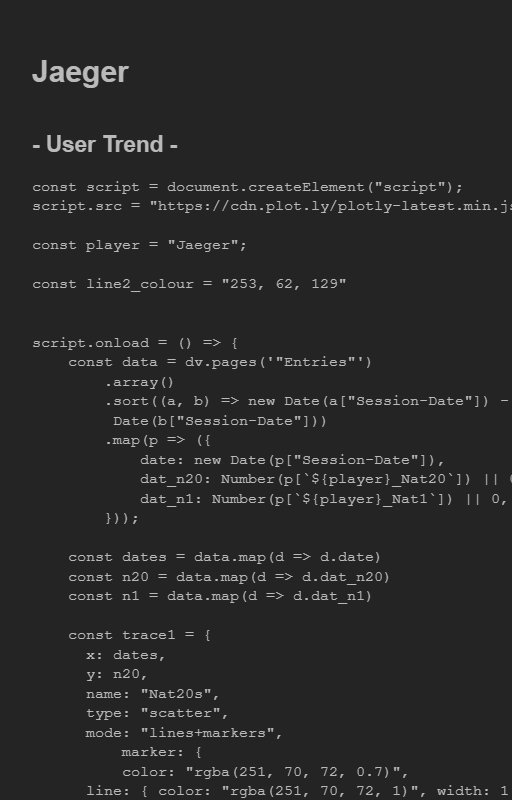 Jaeger
- User Trend -
const script = document.createElement("script");
script.src = "https://cdn.plot.ly/plotly-latest.min.js
const player = "Jaeger";
const line2_colour = "253, 62, 129"
script.onload = () => {
    const data = dv.pages('"Entries"')
        .array()
        .sort((a, b) => new Date(a["Session-Date"]) -
         Date(b["Session-Date"]))
        .map(p => ({
            date: new Date(p["Session-Date"]),
            dat_n20: Number(p[`${player}_Nat20`]) || 0
            dat_n1: Number(p[`${player}_Nat1`]) || 0,
        }));
    const dates = data.map(d => d.date)
    const n20 = data.map(d => d.dat_n20)
    const n1 = data.map(d => d.dat_n1)
    const trace1 = {
      x: dates,
      y: n20,
      name: "Nat20s",
      type: "scatter",
      mode: "lines+markers",
          marker: {
          color: "rgba(251, 70, 72, 0.7)",
      line: { color: "rgba(251, 70, 72, 1)", width: 1